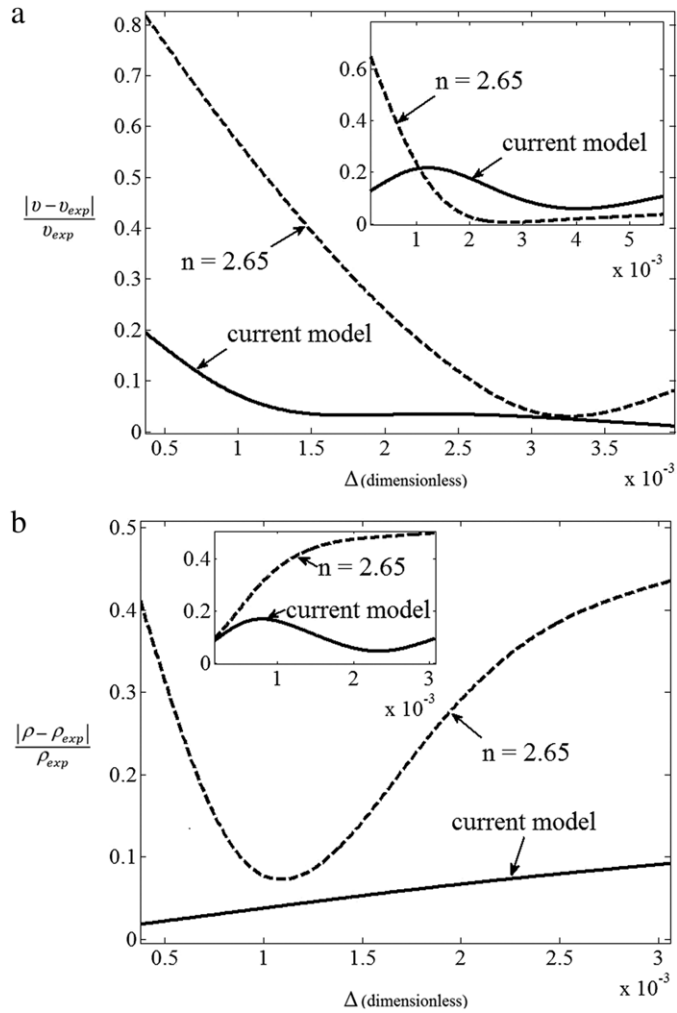 a
0.8
0.7
0.6
0.5
0.4
0.3
0.2
0.1
0
|υ − υexp|
υexp
n = 2.65
current model
0.5 1 1.5 2 2.5 3 3.5
x 10⁻³
Δ (dimensionless)
0.6
0.4
0.2
0
n = 2.65
current model
1 2 3 4 5
x 10⁻³
b
0.5
0.4
0.3
0.2
0.1
0
|ρ − ρexp|
ρexp
n = 2.65
current model
0.5 1 1.5 2 2.5 3
x 10⁻³
Δ (dimensionless)
0.4
0.2
0
n = 2.65
current model
1 2 3
x 10⁻³